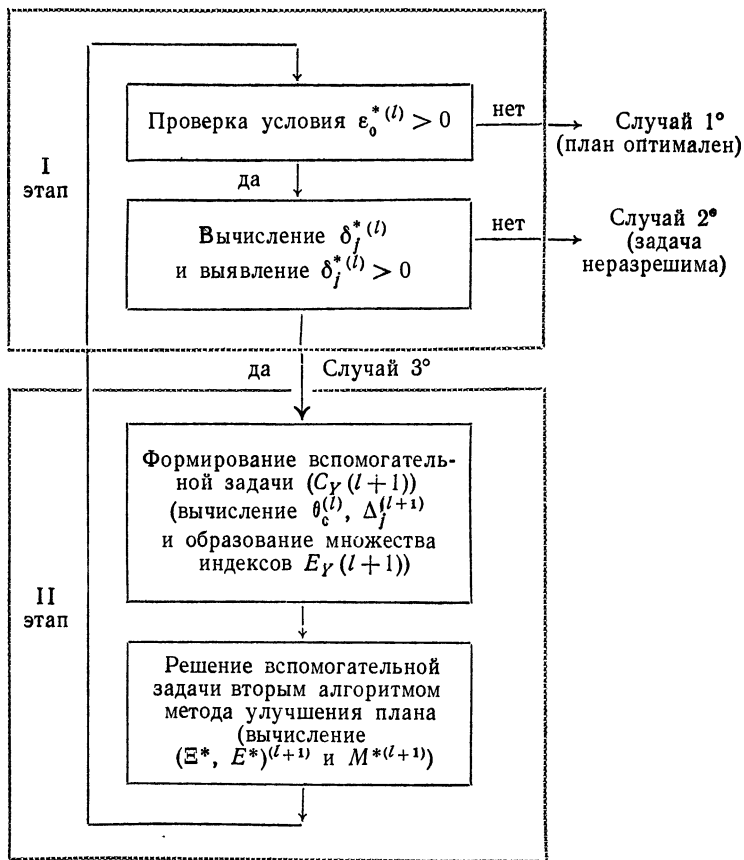 I
этап
Проверка условия ε₀*⁽ˡ⁾ > 0
нет
Случай 1°
(план оптимален)
да
Вычисление δⱼ*⁽ˡ⁾
и выявление δⱼ*⁽ˡ⁾ > 0
нет
Случай 2°
(задача
неразрешима)
да
Случай 3°
II
этап
Формирование вспомогатель-
ной задачи (C_Y (l + 1))
(вычисление θ_c⁽ˡ⁾, Δⱼ⁽ˡ⁺¹⁾
и образование множества
индексов E_Y (l + 1))
Решение вспомогательной
задачи вторым алгоритмом
метода улучшения плана
(вычисление
(Ξ*, E*)⁽ˡ⁺¹⁾ и M*⁽ˡ⁺¹⁾)